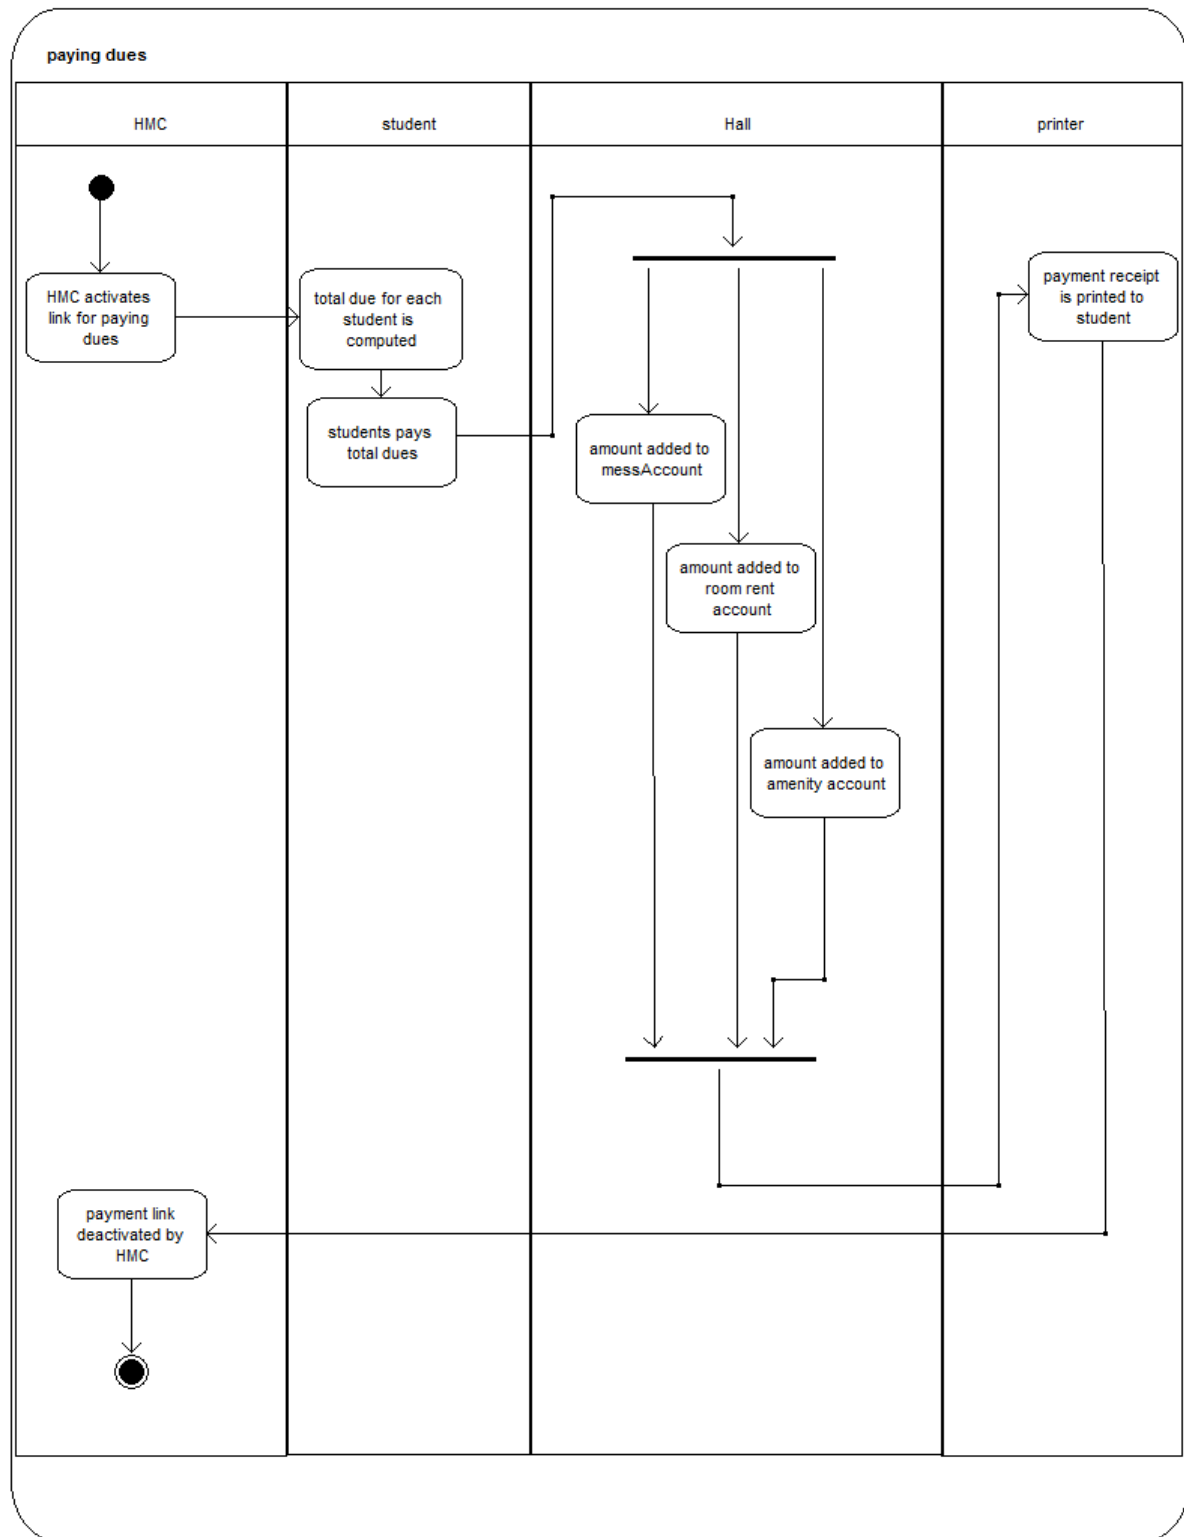 paying dues
HMC
student
Hall
printer
HMC activates
link for paying
dues
total due for each
student is
computed
students pays
total dues
amount added to
messAccount
amount added to
room rent
account
amount added to
amenity account
payment receipt
is printed to
student
payment link
deactivated by
HMC